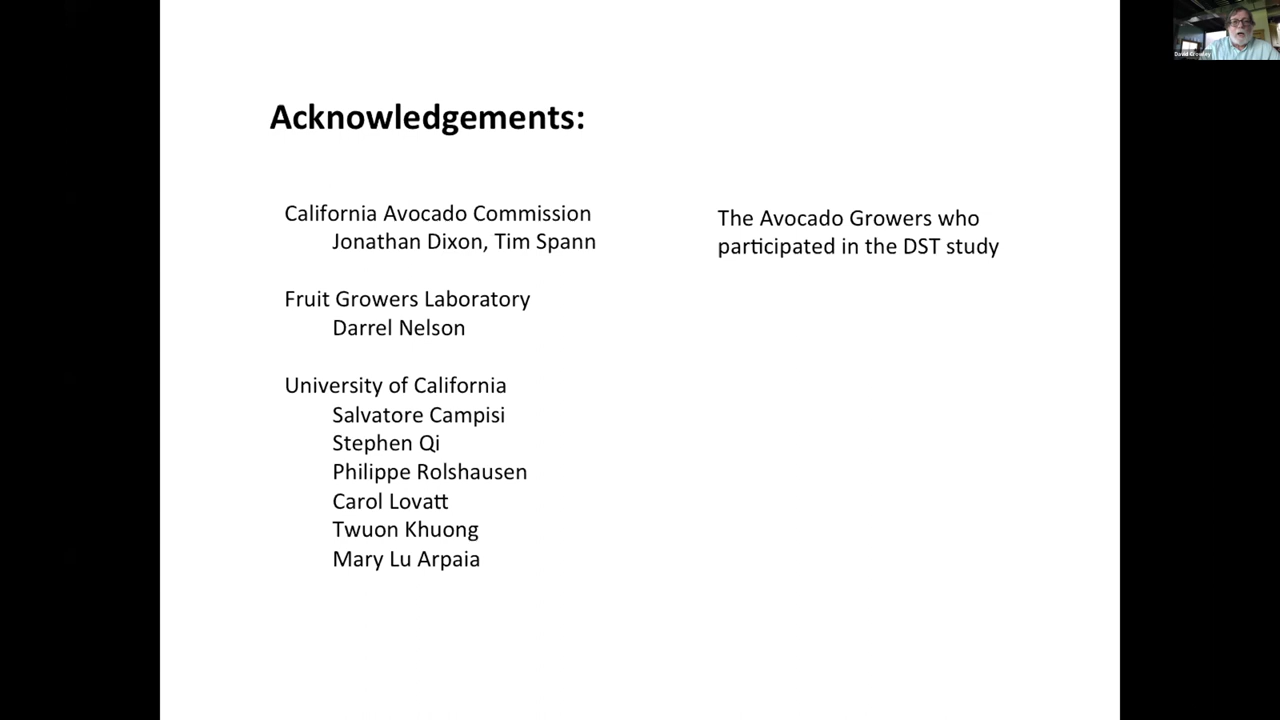 Acknowledgements:
California Avocado Commission
Jonathan Dixon, Tim Spann
Fruit Growers Laboratory
Darrel Nelson
University of California
Salvatore Campisi
Stephen Qi
Philippe Rolshausen
Carol Lovatt
Twuon Khuong
Mary Lu Arpaia
The Avocado Growers who
participated in the DST study
David Crowley